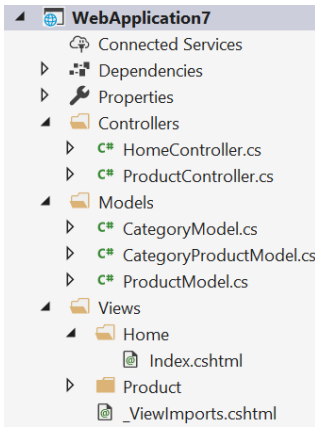 WebApplication7
Connected Services
Dependencies
Properties
Controllers
C# HomeController.cs
C# ProductController.cs
Models
C# CategoryModel.cs
C# CategoryProductModel.cs
C# ProductModel.cs
Views
Home
Index.cshtml
Product
_ViewImports.cshtml